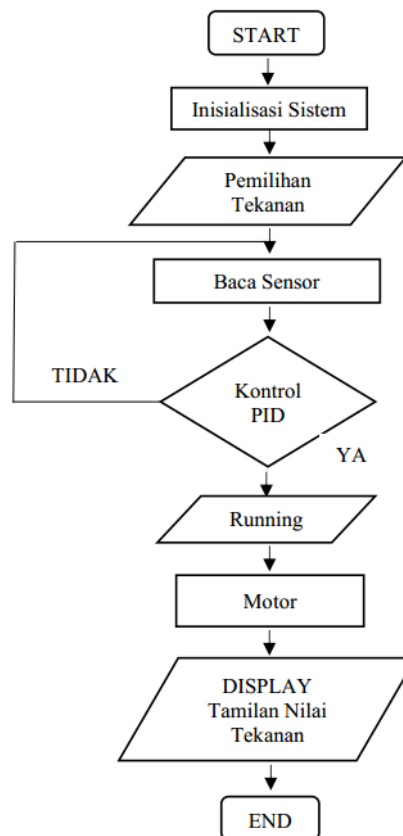 START
Inisialisasi Sistem
Pemilihan
Tekanan
Baca Sensor
TIDAK
Kontrol
PID
YA
Running
Motor
DISPLAY
Tamilan Nilai
Tekanan
END